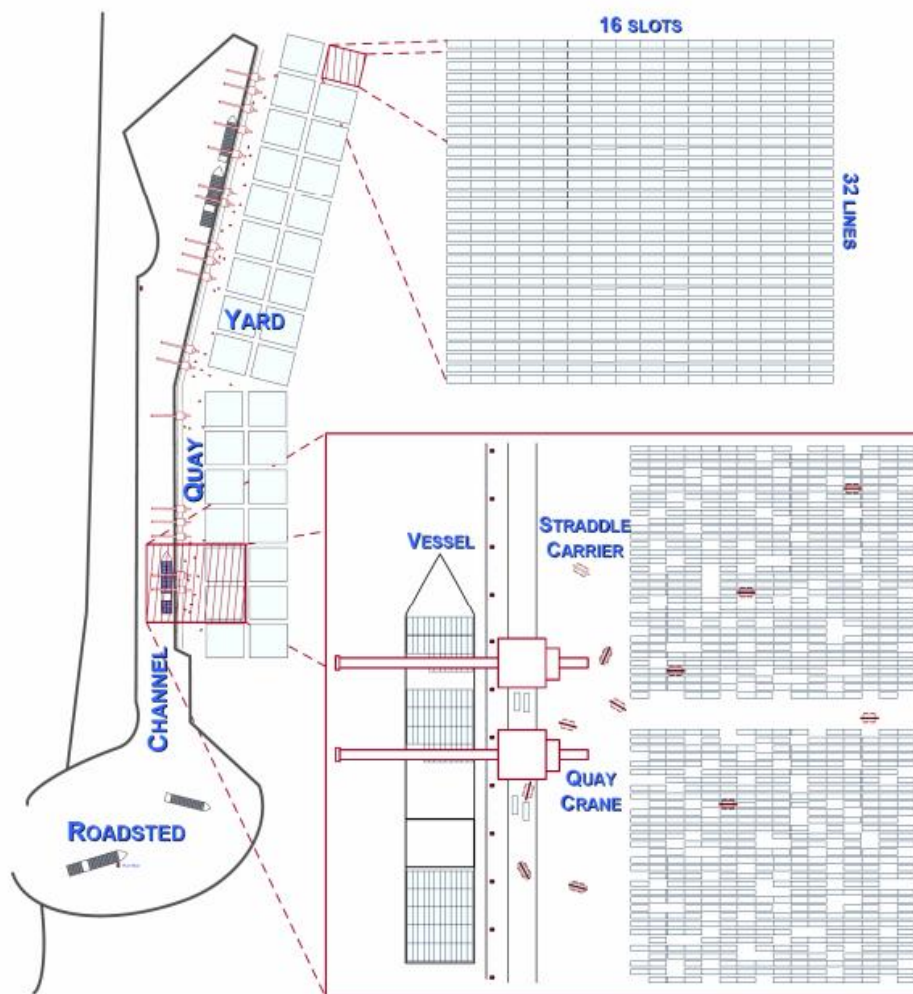 16 SLOTS
32 LINES
YARD
QUAY
VESSEL
STRADDLE
CARRIER
QUAY
CRANE
CHANNEL
ROADSTED